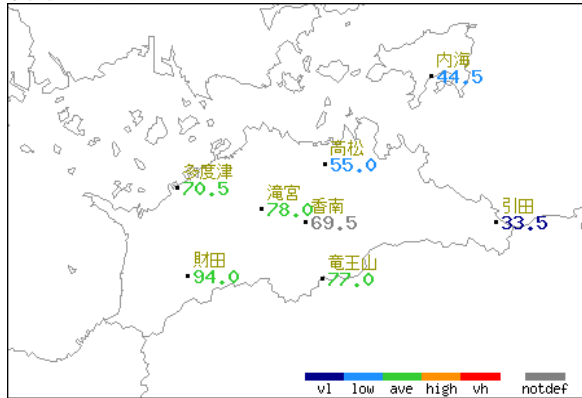 内海
44.5
高松
55.0
多度津
70.5
滝宮
78.0
香南
69.5
引田
33.5
財田
94.0
竜王山
77.0
vl low ave high vh notdef